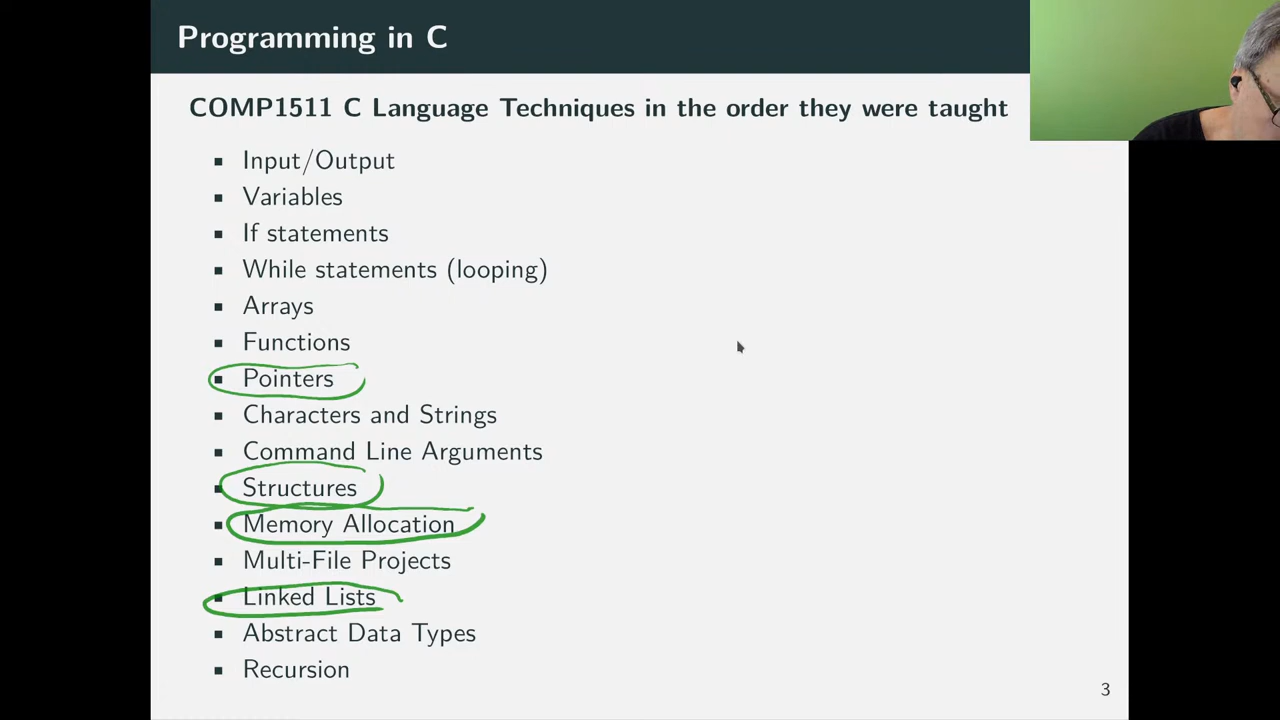 Programming in C
COMP1511 C Language Techniques in the order they were taught
Input/Output
Variables
If statements
While statements (looping)
Arrays
Functions
Pointers
Characters and Strings
Command Line Arguments
Structures
Memory Allocation
Multi-File Projects
Linked Lists
Abstract Data Types
Recursion
3